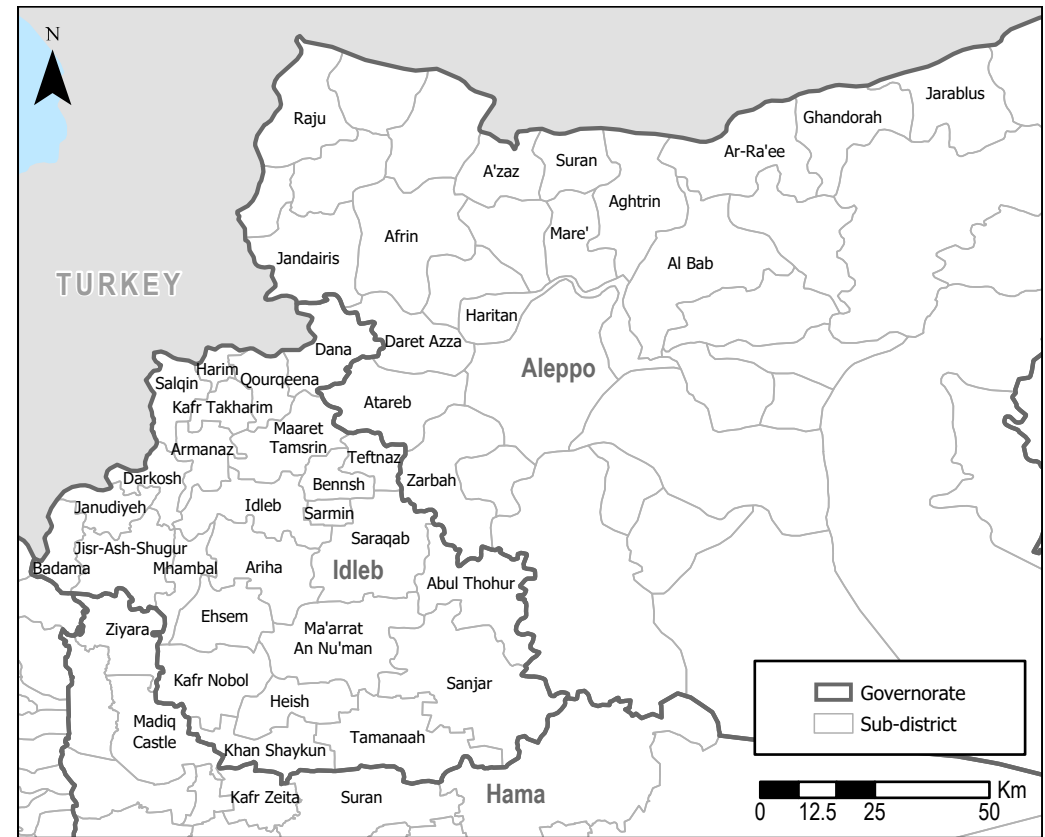 N
Jarablus
Ghandorah
Raju
Ar-Ra'ee
Suran
A'zaz
Aghtrin
Mare'
Afrin
Jandairis
Al Bab
TURKEY
Haritan
Daret Azza
Dana
Harim
Aleppo
Salqin
Qourqeena
Kafr Takharim
Atareb
Maaret
Tamsrin
Armanaz
Teftnaz
Darkosh
Bennsh
Zarbah
Janudiyeh
Idleb
Sarmin
Saraqab
Jisr-Ash-Shugur
Badama
Mhambal
Ariha
Idleb
Abul Thohur
Ehsem
Ziyara
Ma'arrat
An Nu'man
Kafr Nobol
Sanjar
Heish
Madiq
Castle
Tamanaah
Khan Shaykun
Kafr Zeita
Suran
Hama
Governorate
Sub-district
Km
0 12.5 25 50